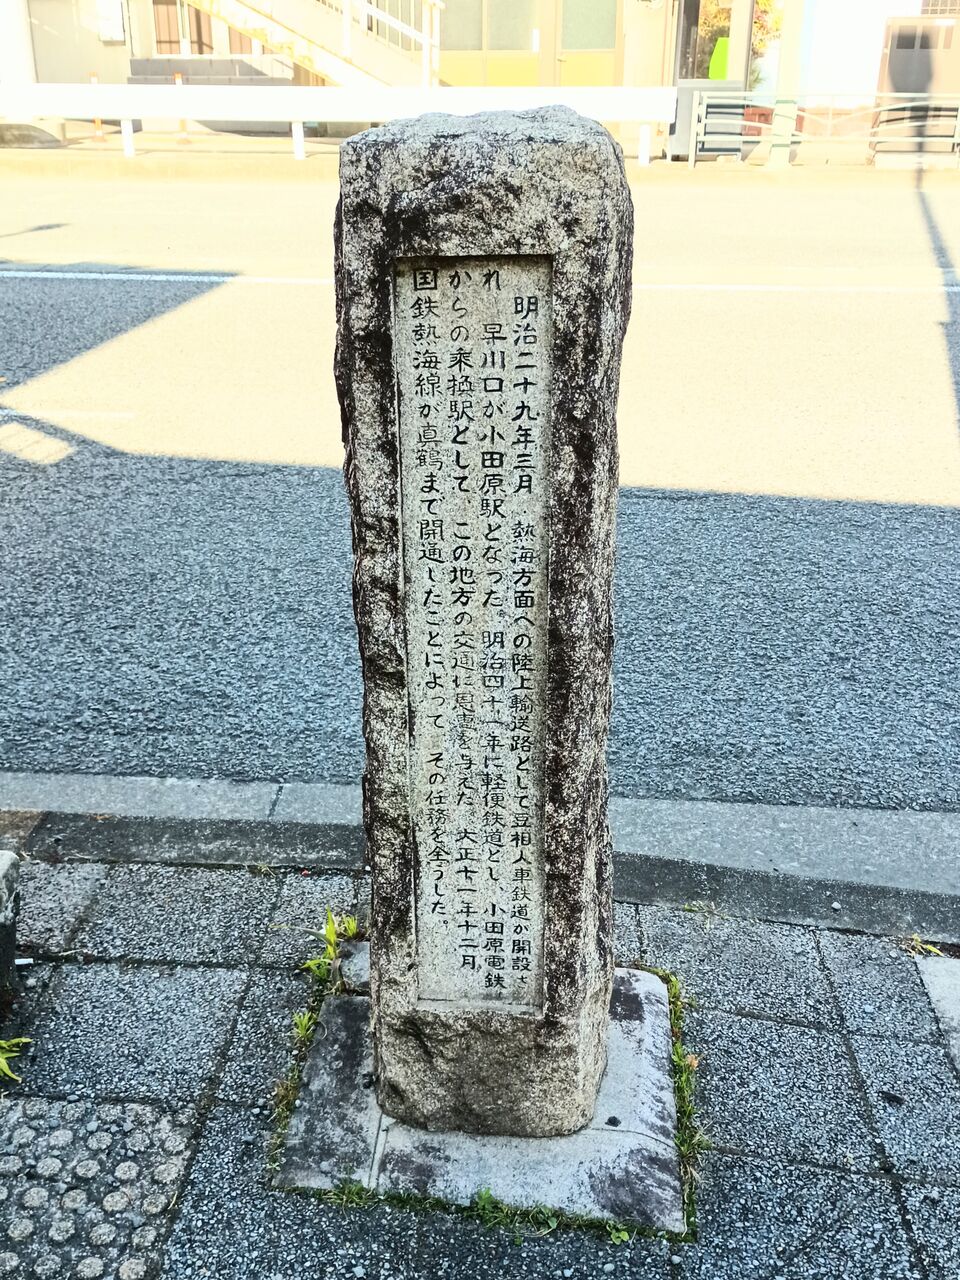 明治二十九年三月、熱海方面への陸上輸送路として豆相人車鉄道が開設さ
れ 早川口が小田原駅となった。明治四十一年に軽便鉄道とし、小田原電鉄
からの乗換駅として この地方の交通に恩恵を与えた。大正十一年十二月
国鉄熱海線が真鶴まで開通したことによって その任務を全うした。